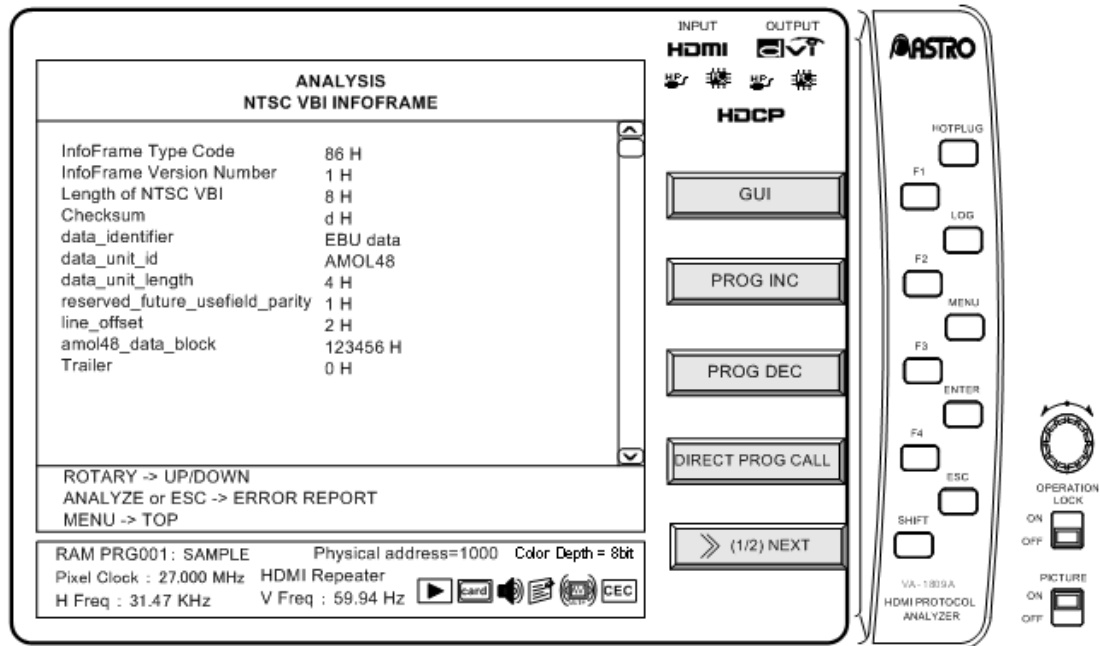 ANALYSIS
NTSC VBI INFOFRAME
InfoFrame Type Code 86 H
InfoFrame Version Number 1 H
Length of NTSC VBI 8 H
Checksum d H
data_identifier EBU data
data_unit_id AMOL48
data_unit_length 4 H
reserved_future_usefield_parity 1 H
line_offset 2 H
amol48_data_block 123456 H
Trailer 0 H
ROTARY -> UP/DOWN
ANALYZE or ESC -> ERROR REPORT
MENU -> TOP
RAM PRG001: SAMPLE Physical address=1000 Color Depth = 8bit
Pixel Clock : 27.000 MHz HDMI Repeater
H Freq : 31.47 KHz V Freq : 59.94 Hz card CEC
INPUT OUTPUT
HDMI DVI
HDCP
GUI
PROG INC
PROG DEC
DIRECT PROG CALL
(1/2) NEXT
ASTRO
HOTPLUG
F1
LOG
F2
MENU
F3
ENTER
F4
ESC
SHIFT
VA-1809A
HDMI PROTOCOL
ANALYZER
OPERATION
LOCK
ON
OFF
PICTURE
ON
OFF